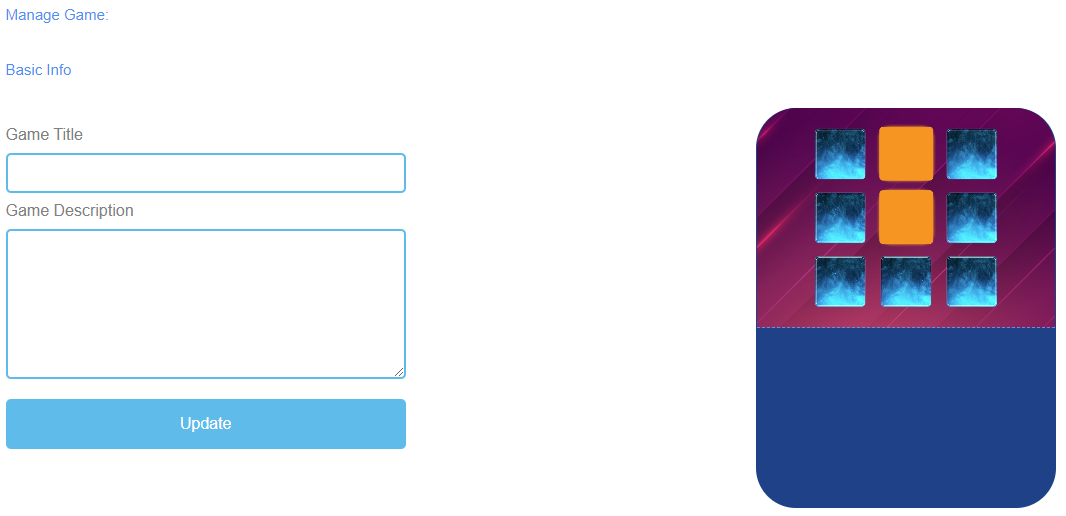 Manage Game:
Basic Info
Game Title
Game Description
Update